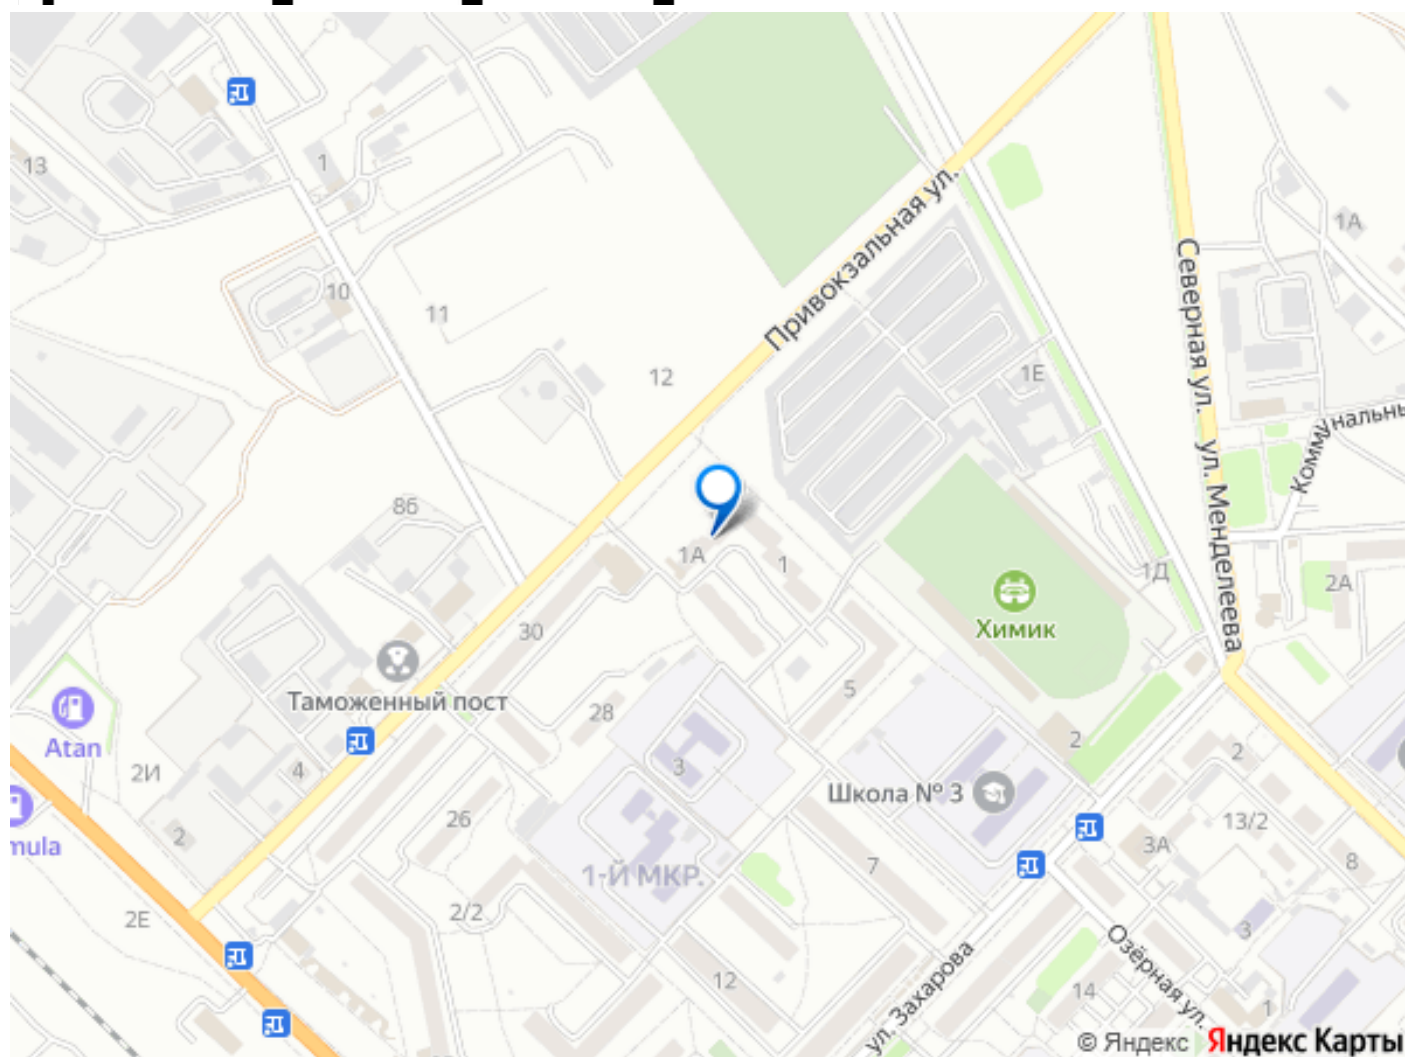 13
1
1А
Привокзальная ул.
Северная ул.
10
11
12
1Е
Коммунальны
ул. Менделеева
8б
1А
1
1Д
2А
30
Химик
Таможенный пост
28
5
Atan
2И
4
3
2
2
Школа № 3
mula
2
26
13/2
3А
8
7
1-Й МКР.
2/2
2Е
3
Озёрная ул.
ул. Захарова
12
14
1
© Яндекс Яндекс Карты